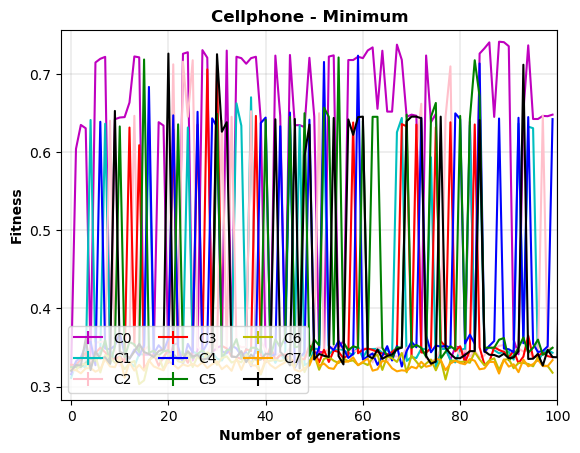 Cellphone - Minimum
Fitness
0.7
0.6
0.5
0.4
0.3
C0 C3 C6
C1 C4 C7
C2 C5 C8
0 20 40 60 80 100
Number of generations